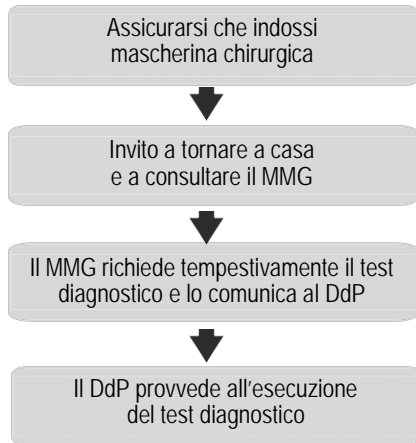 Assicurarsi che indossi
mascherina chirurgica
Invito a tornare a casa
e a consultare il MMG
Il MMG richiede tempestivamente il test
diagnostico e lo comunica al DdP
Il DdP provvede all'esecuzione
del test diagnostico